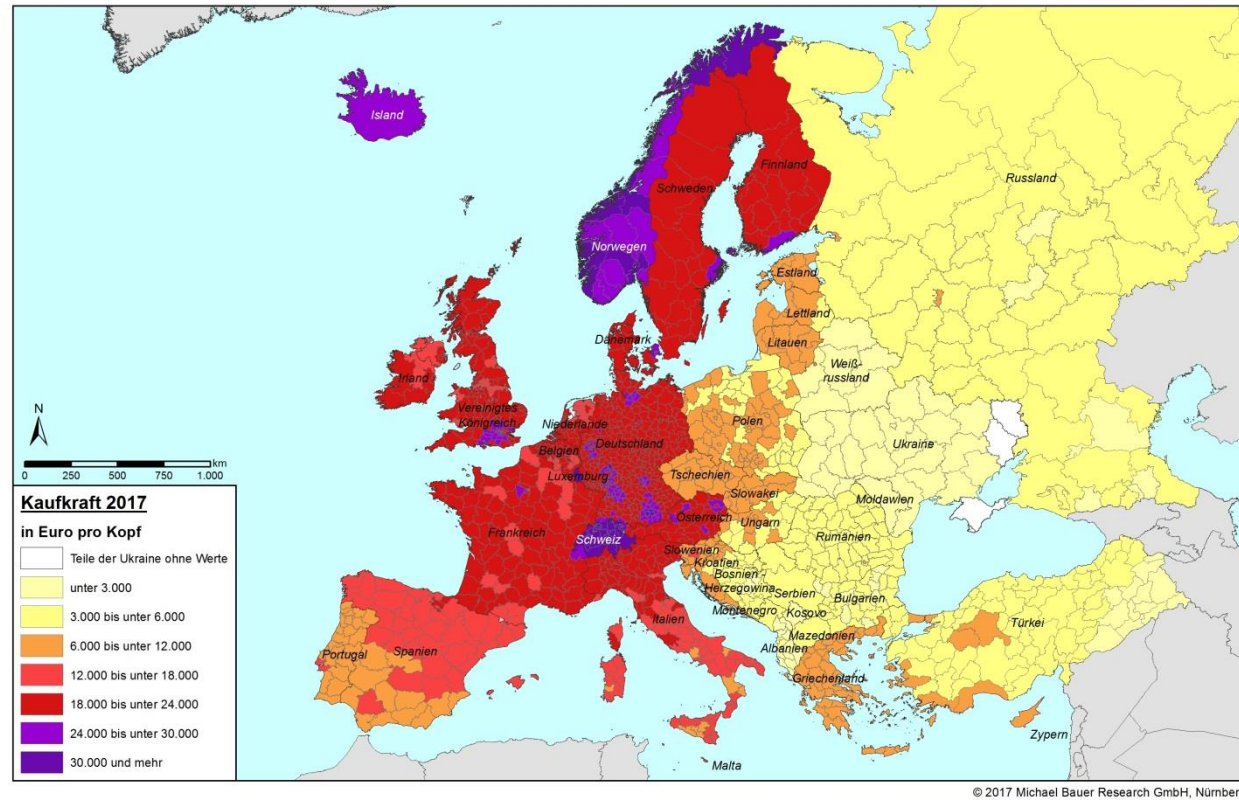 Island
Finnland
Schweden
Russland
Norwegen
Estland
Lettland
Dänemark
Litauen
Weiß-
russland
Irland
Vereinigtes
Königreich
Niederlande
Polen
Deutschland
Ukraine
Belgien
Luxemburg
Tschechien
Slowakei
Moldawien
Österreich
Ungarn
Frankreich
Schweiz
Rumänien
Slowenien
Kroatien
Bosnien -
Herzegowina
Serbien
Bulgarien
Montenegro
Kosovo
Italien
Türkei
Mazedonien
Albanien
Portugal
Spanien
Griechenland
Zypern
Malta
N
0 250 500 750 1.000
km
Kaufkraft 2017
in Euro pro Kopf
Teile der Ukraine ohne Werte
unter 3.000
3.000 bis unter 6.000
6.000 bis unter 12.000
12.000 bis unter 18.000
18.000 bis unter 24.000
24.000 bis unter 30.000
30.000 und mehr
© 2017 Michael Bauer Research GmbH, Nürnber